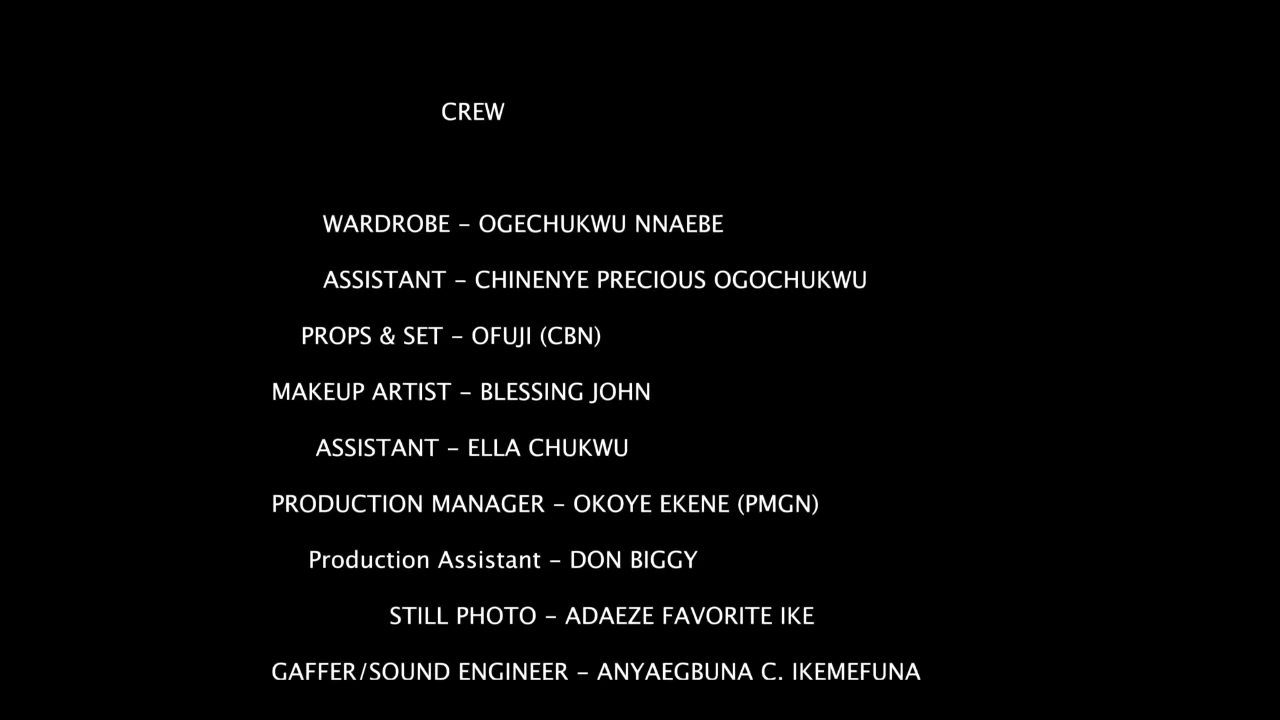 CREW
WARDROBE – OGECHUKWU NNAEBE
ASSISTANT – CHINENYE PRECIOUS OGOCHUKWU
PROPS & SET – OFUJI (CBN)
MAKEUP ARTIST – BLESSING JOHN
ASSISTANT – ELLA CHUKWU
PRODUCTION MANAGER – OKOYE EKENE (PMGN)
Production Assistant – DON BIGGY
STILL PHOTO – ADAEZE FAVORITE IKE
GAFFER/SOUND ENGINEER – ANYAEGBUNA C. IKEMEFUNA